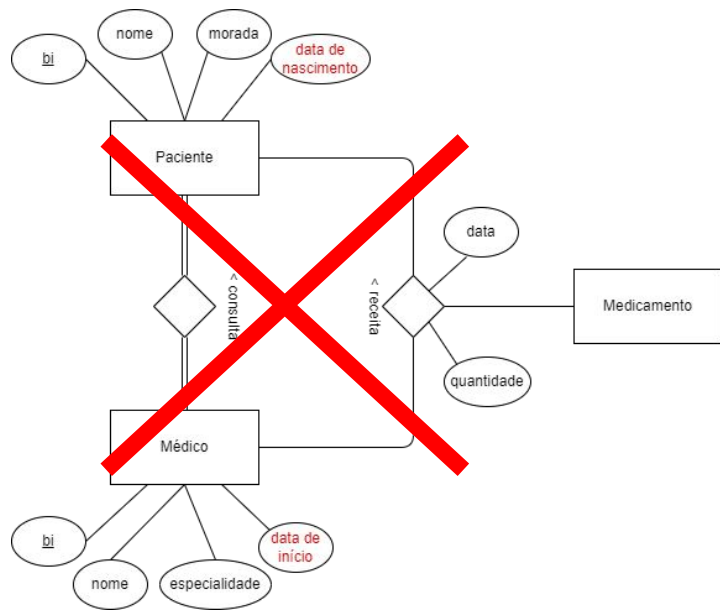 nome
morada
bi
data de
nascimento
Paciente
data
< consulta
< receita
Medicamento
quantidade
Médico
bi
data de
início
nome
especialidade